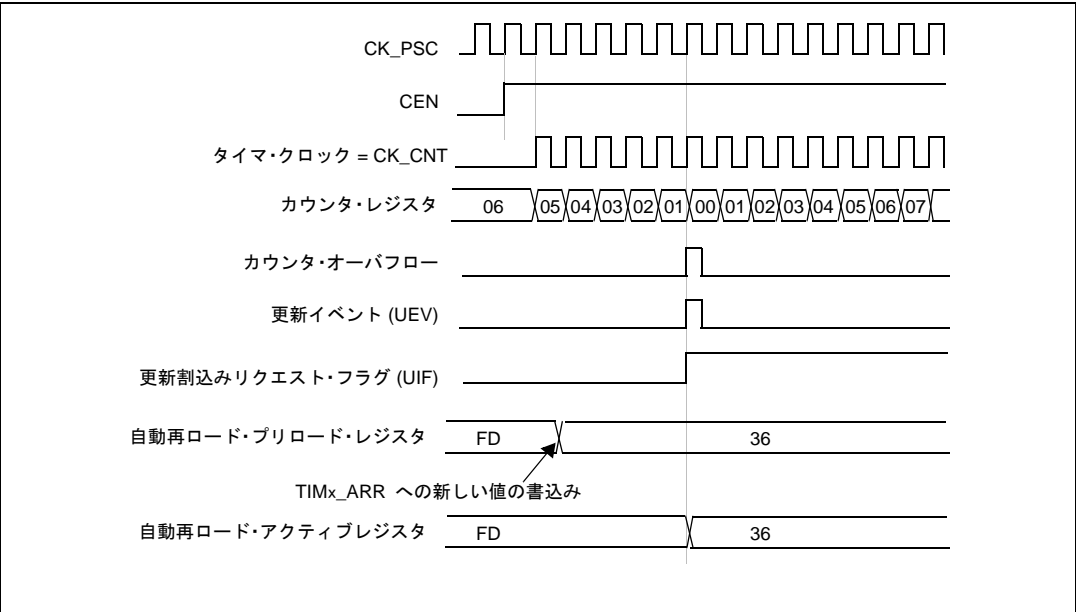 CK_PSC
CEN
タイマ・クロック = CK_CNT
カウンタ・レジスタ 06 05 04 03 02 01 00 01 02 03 04 05 06 07
カウンタ・オーバフロー
更新イベント (UEV)
更新割込みリクエスト・フラグ (UIF)
自動再ロード・プリロード・レジスタ FD 36
TIMx_ARR への新しい値の書込み
自動再ロード・アクティブレジスタ FD 36